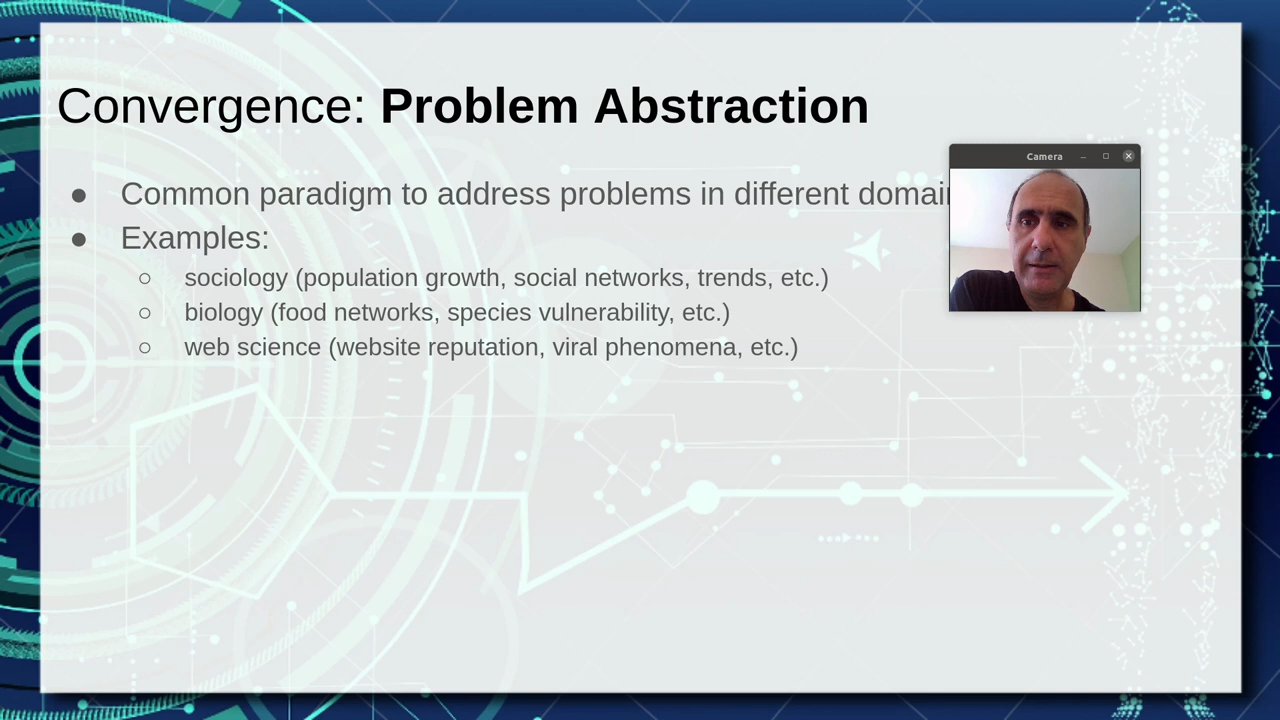 Convergence: Problem Abstraction
Camera
● Common paradigm to address problems in different
● Examples:
○ sociology (population growth, social networks, trends, etc.)
○ biology (food networks, species vulnerability, etc.)
○ web science (website reputation, viral phenomena, etc.)